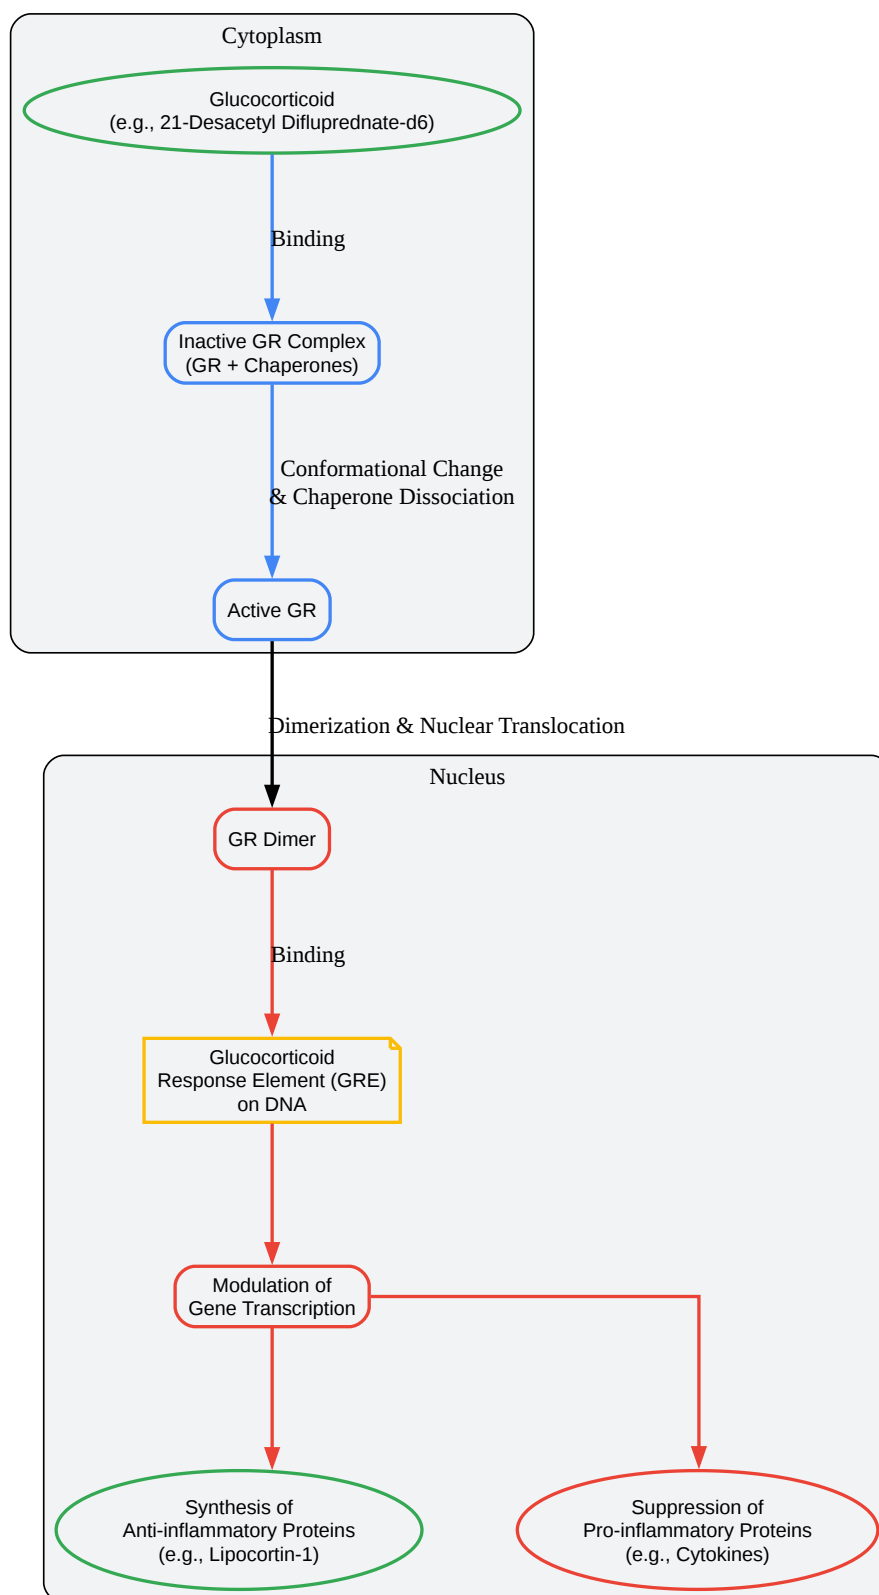 Cytoplasm
Glucocorticoid
(e.g., 21-Desacetyl Difluprednate-d6)
Binding
Inactive GR Complex
(GR + Chaperones)
Conformational Change
& Chaperone Dissociation
Active GR
Dimerization & Nuclear Translocation
Nucleus
GR Dimer
Binding
Glucocorticoid
Response Element (GRE)
on DNA
Modulation of
Gene Transcription
Synthesis of
Anti-inflammatory Proteins
(e.g., Lipocortin-1)
Suppression of
Pro-inflammatory Proteins
(e.g., Cytokines)